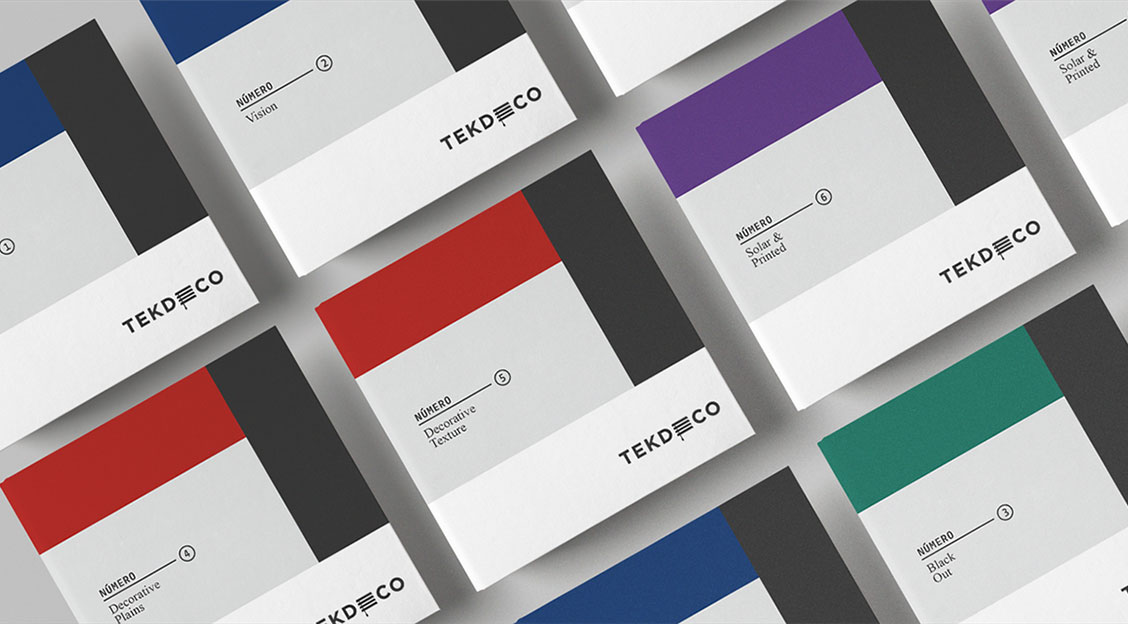 NÚMERO 2
Vision
TEKDECO
NÚMERO
Solar &
Printed
1
TEKDECO
NÚMERO 6
Solar &
Printed
TEKDECO
NÚMERO 5
Decorative
Texture
TEKDECO
NÚMERO 4
Decorative
Plains
TEKDECO
NÚMERO 3
Black
Out